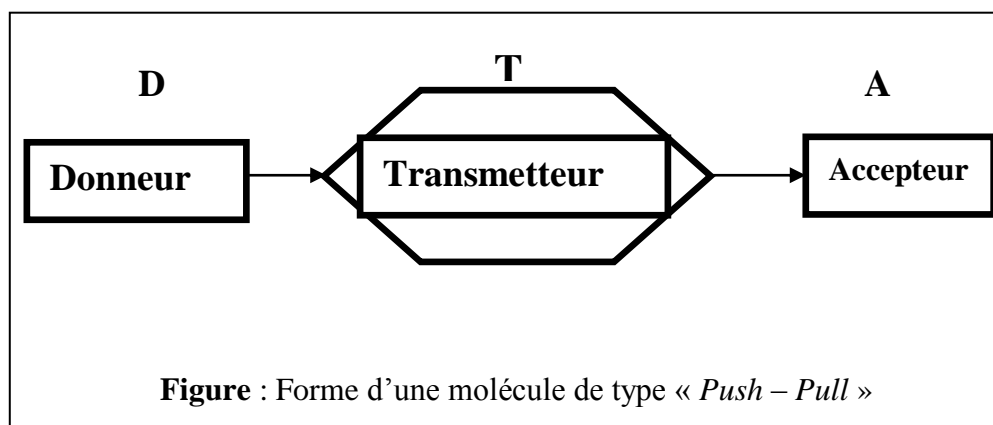 D T A
Donneur Transmetteur Accepteur
Figure : Forme d’une molécule de type « Push – Pull »